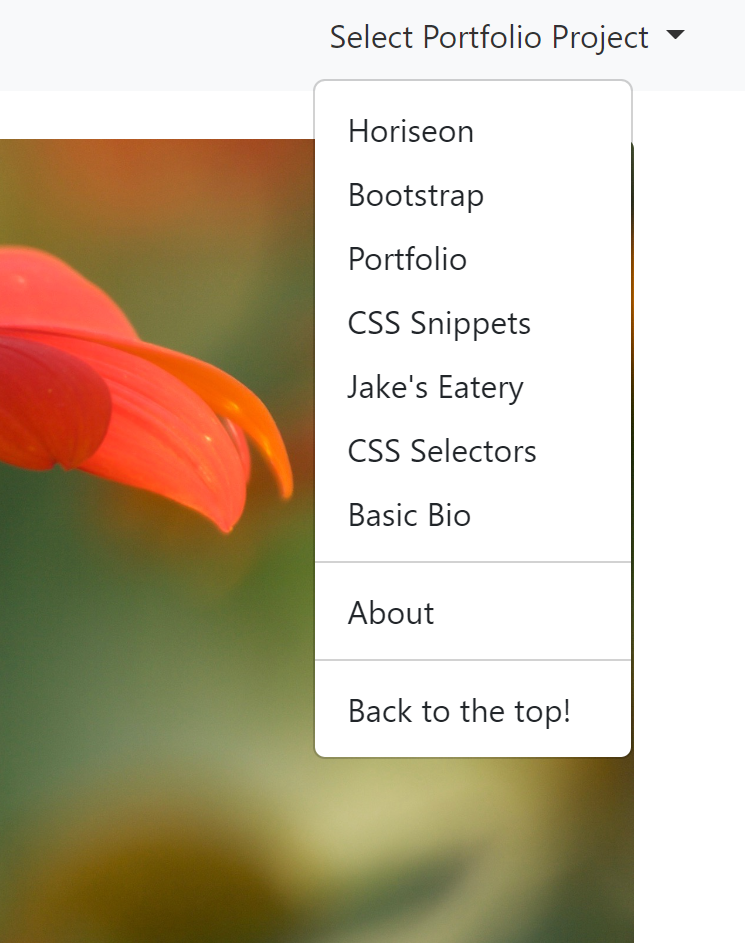 Select Portfolio Project
Horiseon
Bootstrap
Portfolio
CSS Snippets
Jake's Eatery
CSS Selectors
Basic Bio
About
Back to the top!